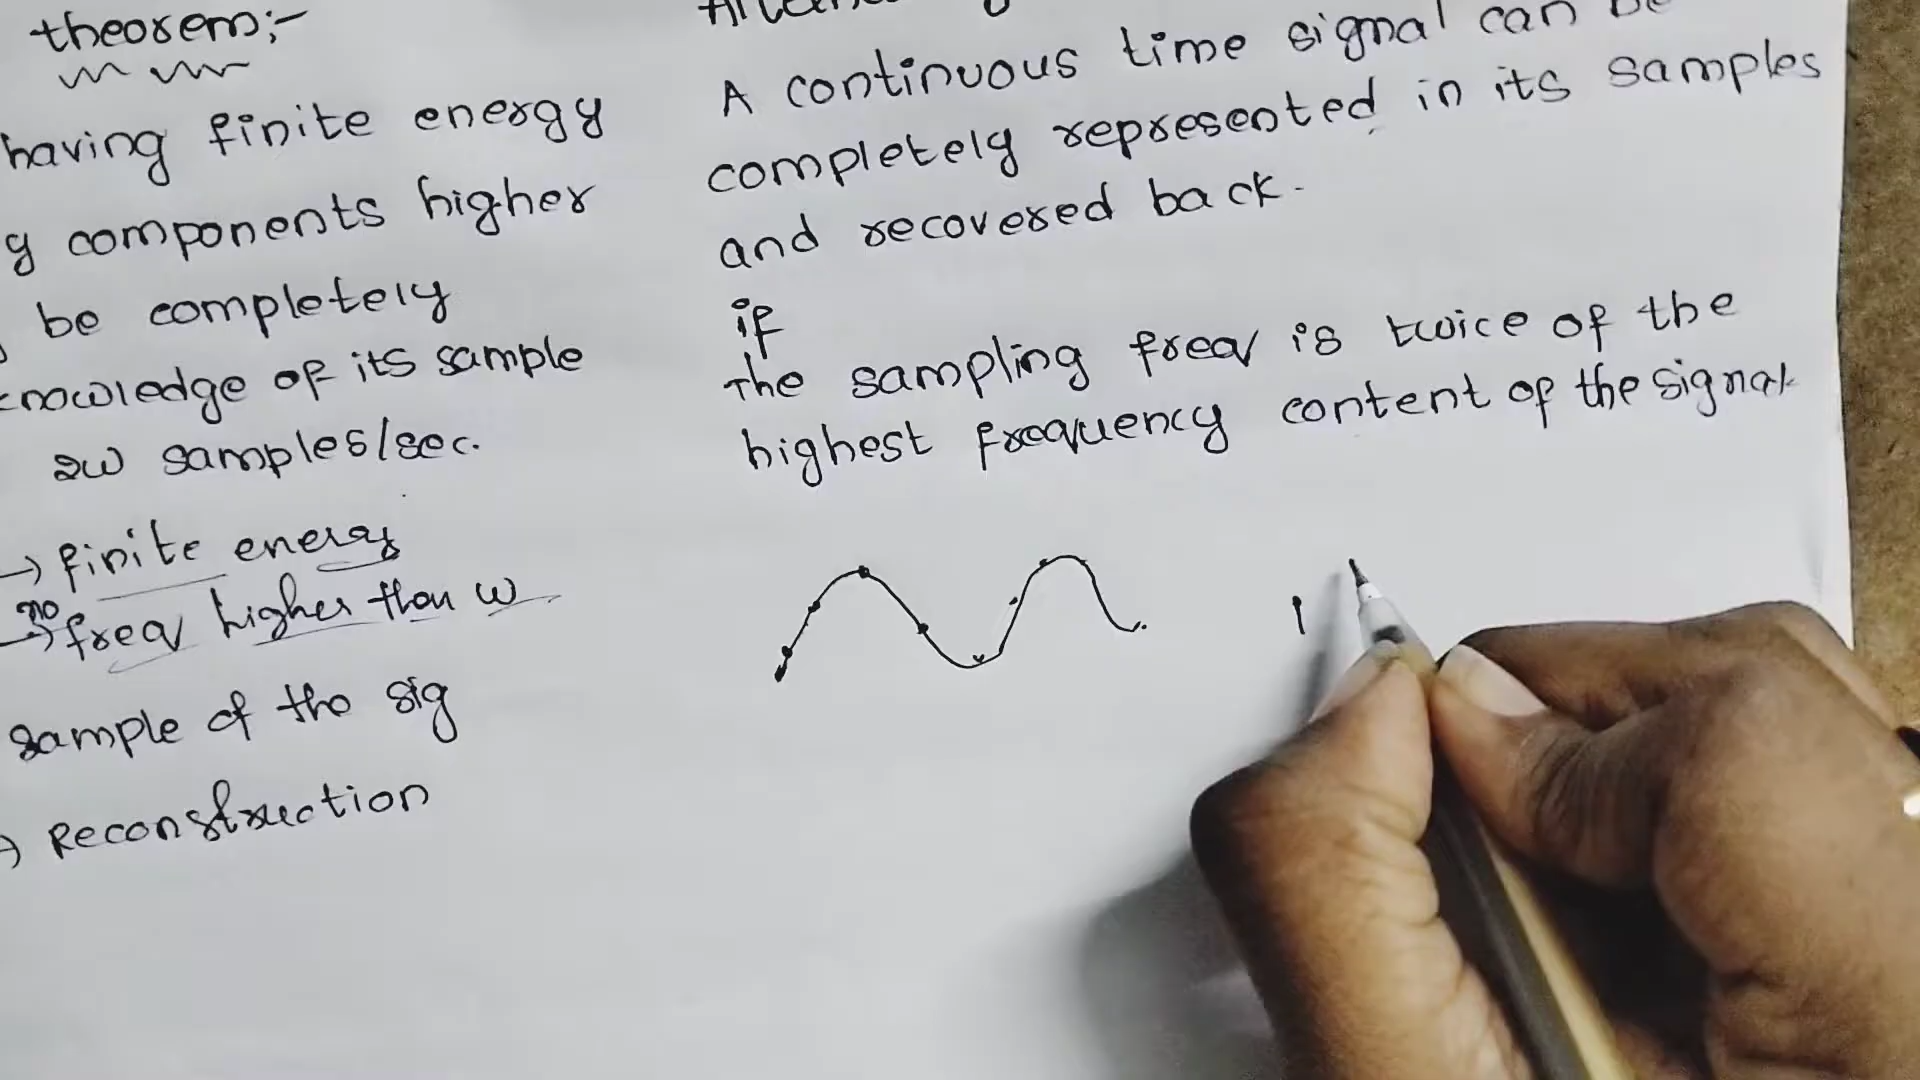 theorem:-
having finite energy
y components higher
be completely
knowledge of its sample
2w samples/sec.
→ finite energy
→ no freq higher than w
sample of the sig
→ Reconstruction
A continuous time signal can be
completely represented in its samples
and recovered back.
if
The sampling freq is twice of the
highest frequency content of the signal